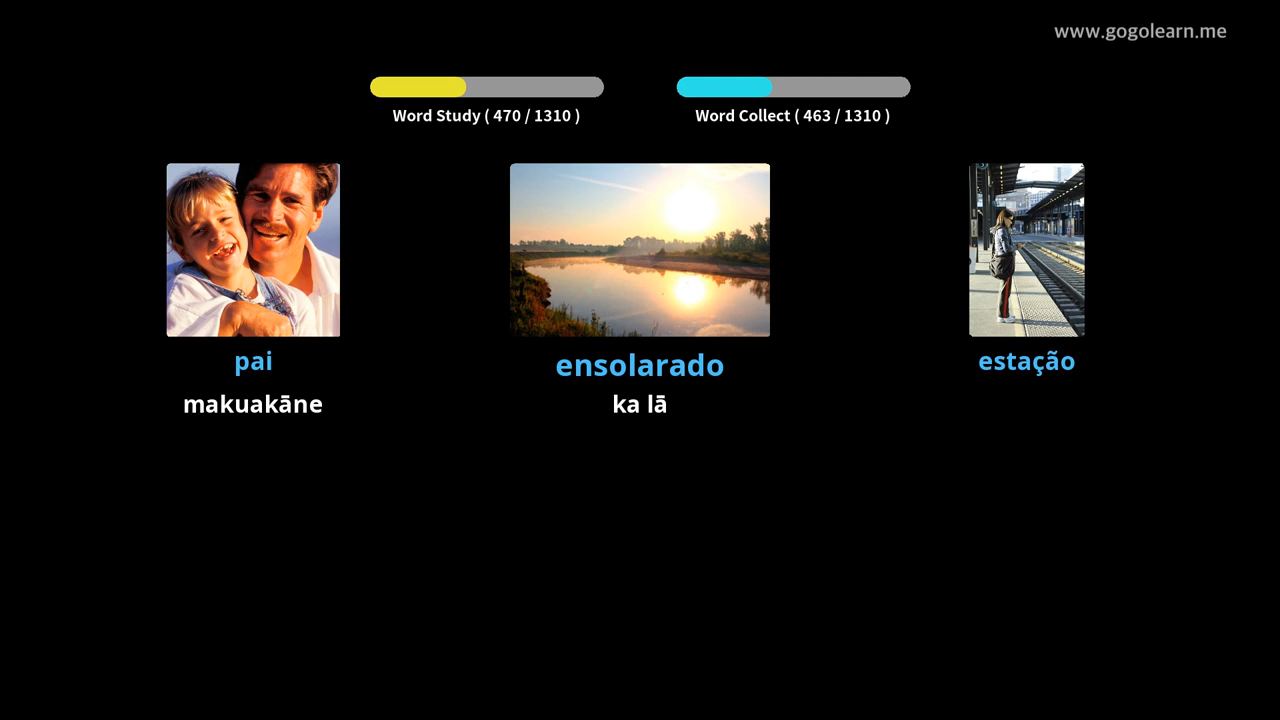 www.gogolearn.me
Word Study ( 470 / 1310 )
Word Collect ( 463 / 1310 )
pai
ensolarado
estação
makuakāne
ka lā